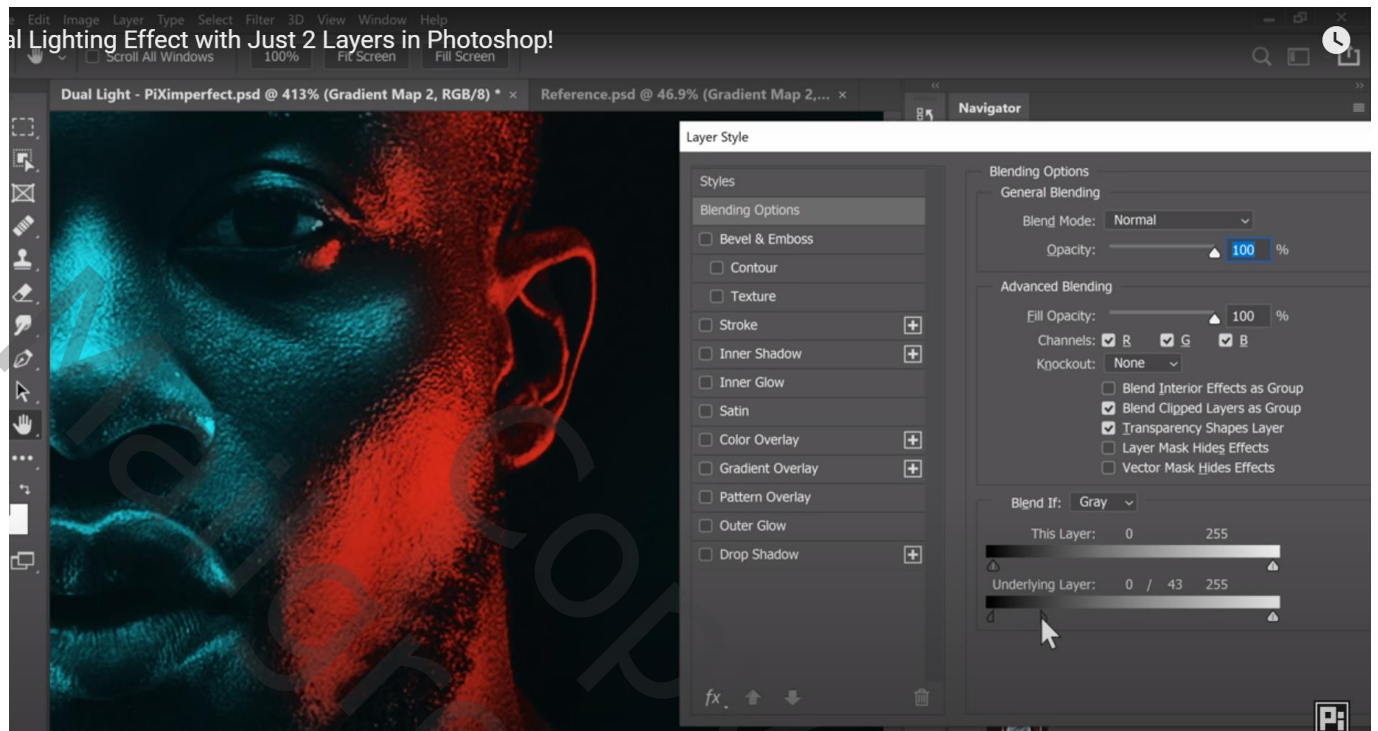 Edit Image Layer Type Select Filter 3D View Window Help
al Lighting Effect with Just 2 Layers in Photoshop!
Scroll All Windows 100% Fit Screen Fill Screen
Dual Light - PiXimperfect.psd @ 413% (Gradient Map 2, RGB/8) * × Reference.psd @ 46.9% (Gradient Map 2,... ×
Navigator
Layer Style
Styles
Blending Options
Bevel & Emboss
Contour
Texture
Stroke
Inner Shadow
Inner Glow
Satin
Color Overlay
Gradient Overlay
Pattern Overlay
Outer Glow
Drop Shadow
fx
Blending Options
General Blending
Blend Mode: Normal
Opacity: 100 %
Advanced Blending
Fill Opacity: 100 %
Channels: R G B
Knockout: None
Blend Interior Effects as Group
Blend Clipped Layers as Group
Transparency Shapes Layer
Layer Mask Hides Effects
Vector Mask Hides Effects
Blend If: Gray
This Layer: 0 255
Underlying Layer: 0 / 43 255
Pi